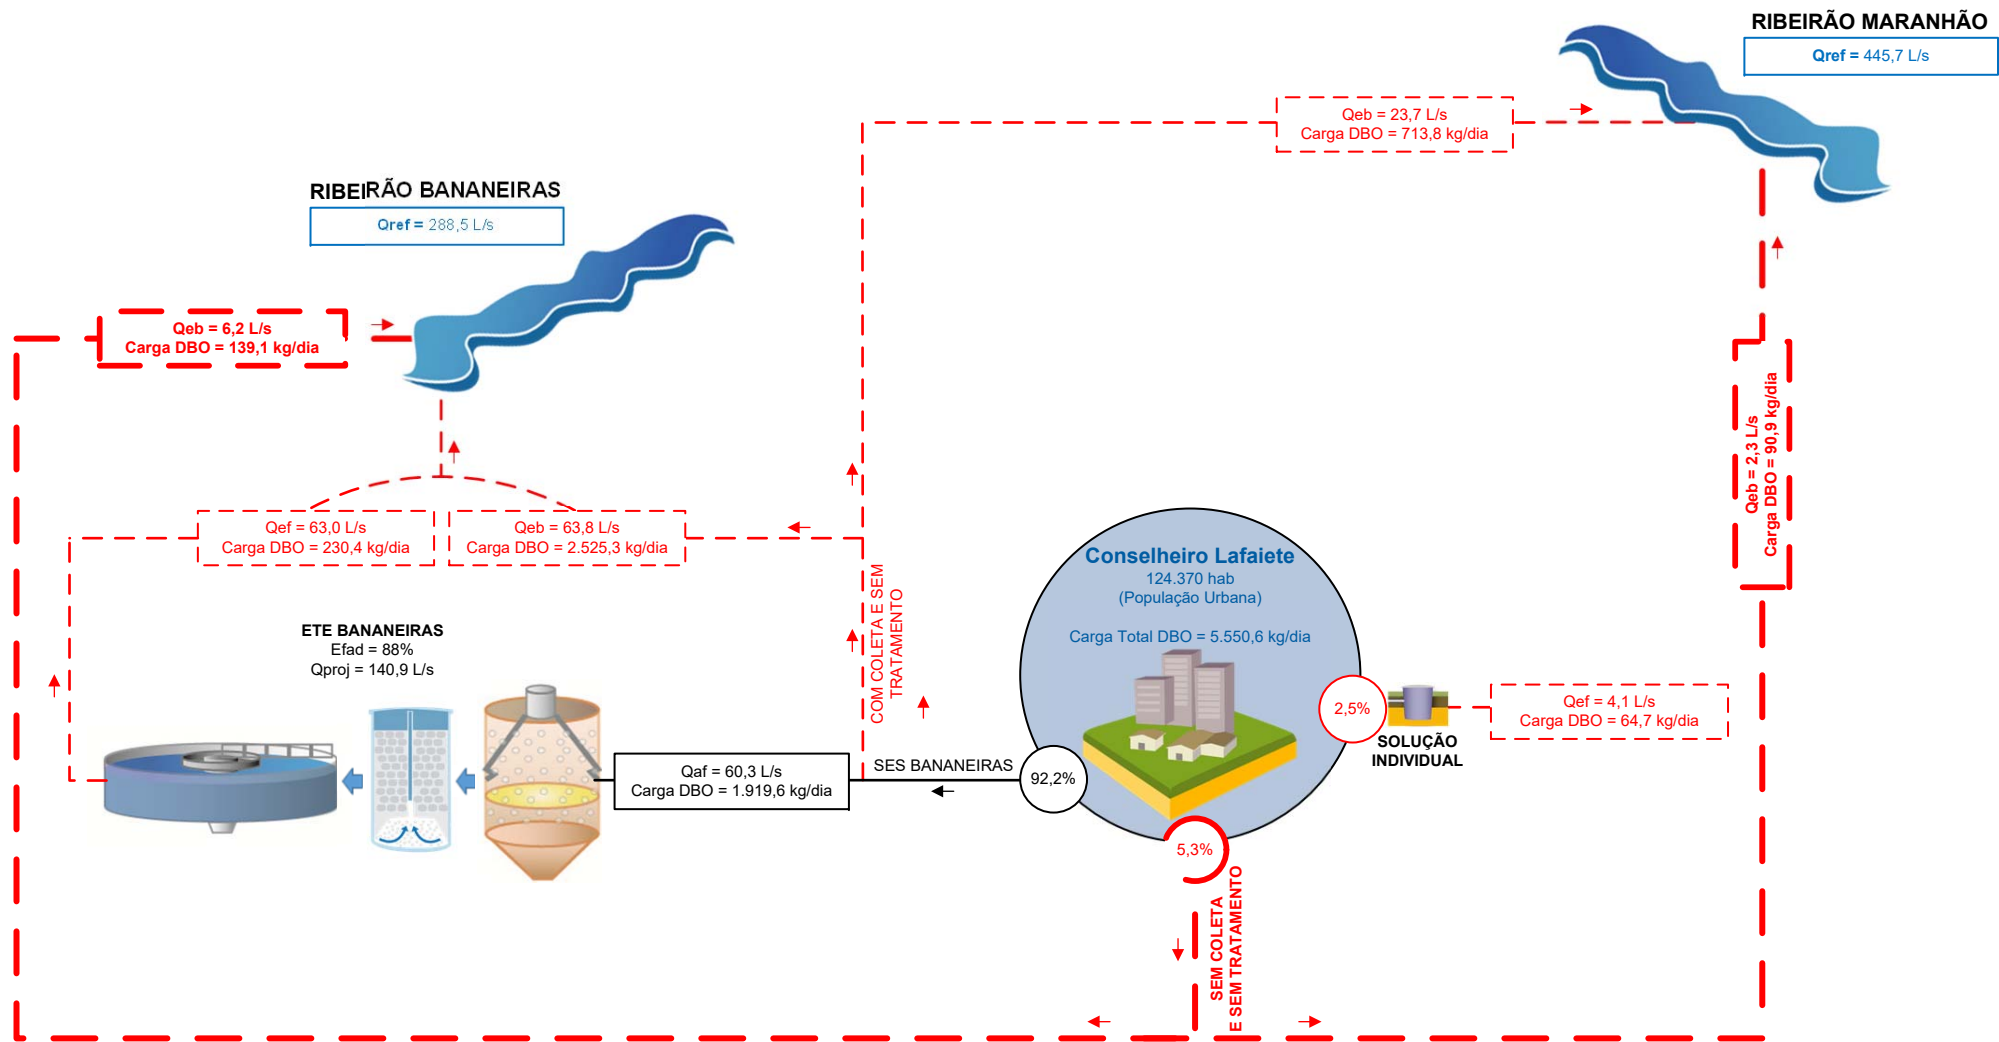 RIBEIRÃO MARANHÃO
Qref = 445,7 L/s
Qeb = 23,7 L/s
Carga DBO = 713,8 kg/dia
RIBEIRÃO BANANEIRAS
Qref = 288,5 L/s
Qeb = 6,2 L/s
Carga DBO = 139,1 kg/dia
Qeb = 2,3 L/s
Carga DBO = 90,9 kg/dia
Qef = 63,0 L/s
Carga DBO = 230,4 kg/dia
Qeb = 63,8 L/s
Carga DBO = 2.525,3 kg/dia
Conselheiro Lafaiete
124.370 hab
(População Urbana)
Carga Total DBO = 5.550,6 kg/dia
COM COLETA E SEM
TRATAMENTO
ETE BANANEIRAS
Efad = 88%
Qproj = 140,9 L/s
2,5%
Qef = 4,1 L/s
Carga DBO = 64,7 kg/dia
SOLUÇÃO
INDIVIDUAL
Qaf = 60,3 L/s
Carga DBO = 1.919,6 kg/dia
SES BANANEIRAS
92,2%
5,3%
SEM COLETA
E SEM TRATAMENTO